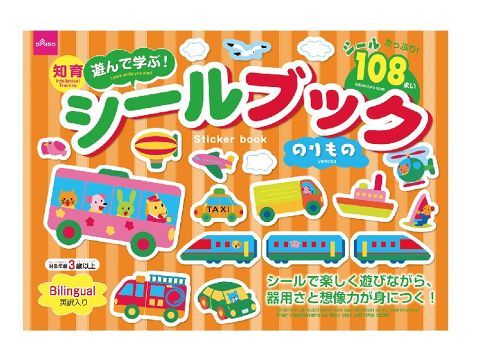 DAISO
知育
Intellectual
Training
遊んで学ぶ!
シールブック
Sticker book
シール
たっぷり!
108
まい
のりもの
Vehicles
TAXI
対象年齢3歳以上
Bilingual
英訳入り
シールで楽しく遊びながら、
器用さと想像力が身につく!